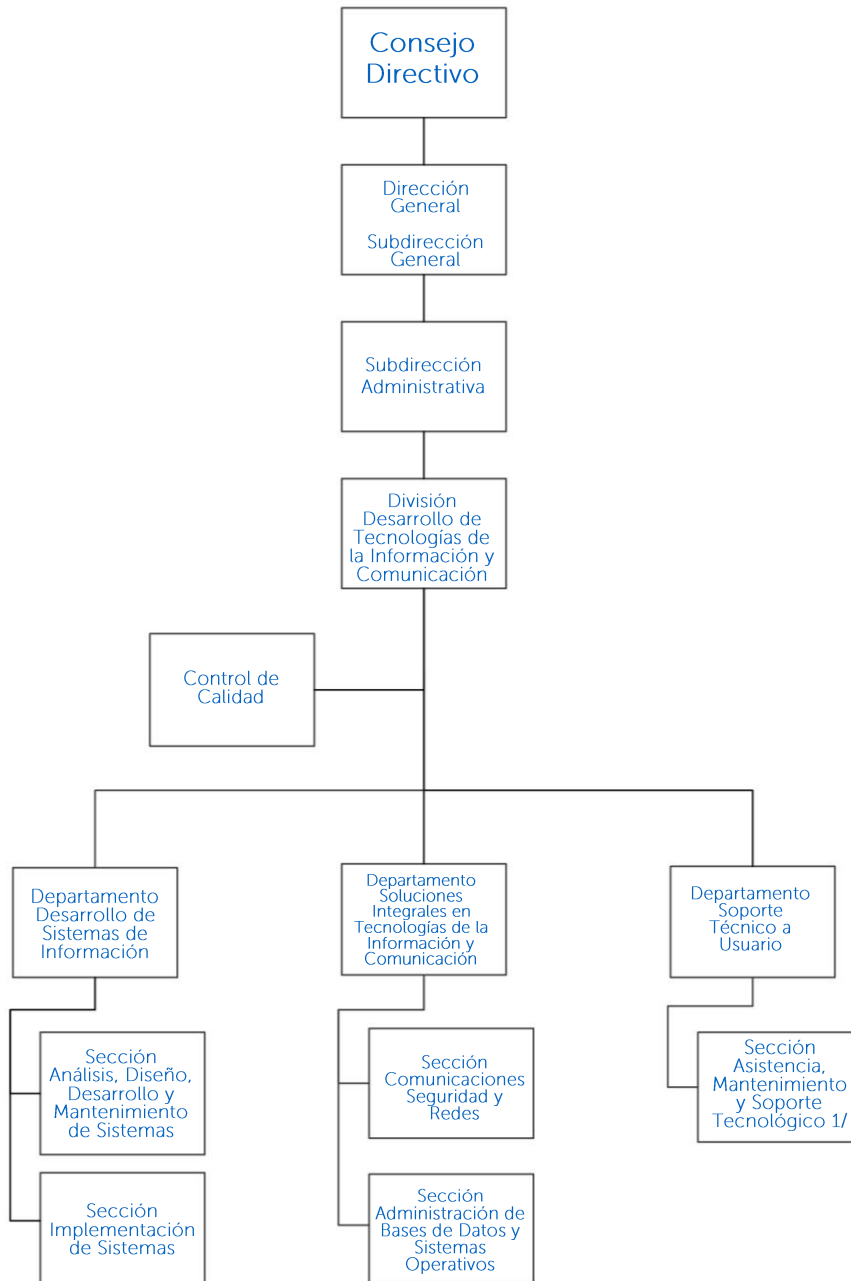 Consejo
Directivo
Dirección
General
Subdirección
General
Subdirección
Administrativa
División
Desarrollo de
Tecnologías de
la Información y
Comunicación
Control de
Calidad
Departamento
Desarrollo de
Sistemas de
Información
Departamento
Soluciones
Integrales en
Tecnologías de la
Información y
Comunicación
Departamento
Soporte
Técnico a
Usuario
Sección
Análisis, Diseño,
Desarrollo y
Mantenimiento
de Sistemas
Sección
Comunicaciones
Seguridad y
Redes
Sección
Asistencia,
Mantenimiento
y Soporte
Tecnológico 1/
Sección
Implementación
de Sistemas
Sección
Administración de
Bases de Datos y
Sistemas
Operativos